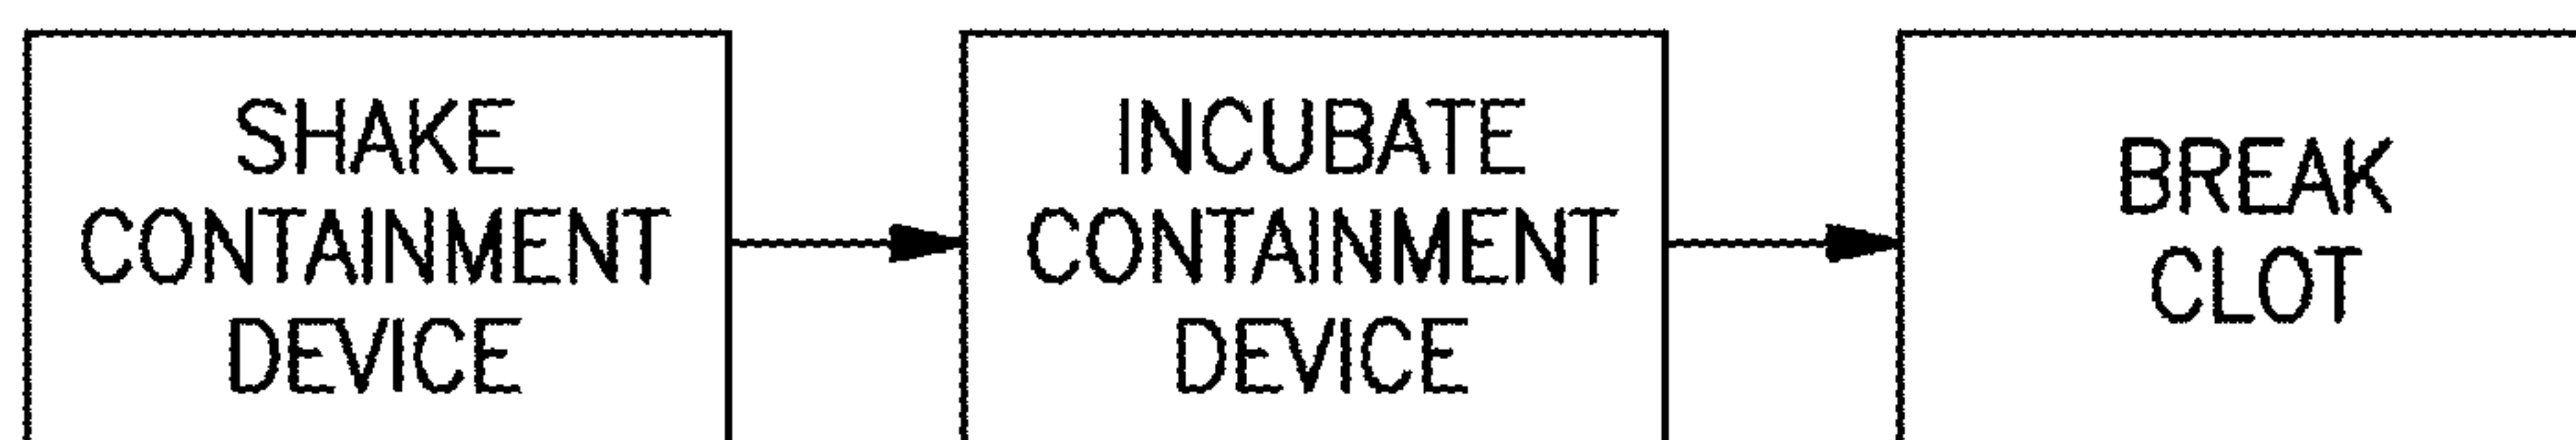 SHAKE
CONTAINMENT
DEVICE
INCUBATE
CONTAINMENT
DEVICE
BREAK
CLOT